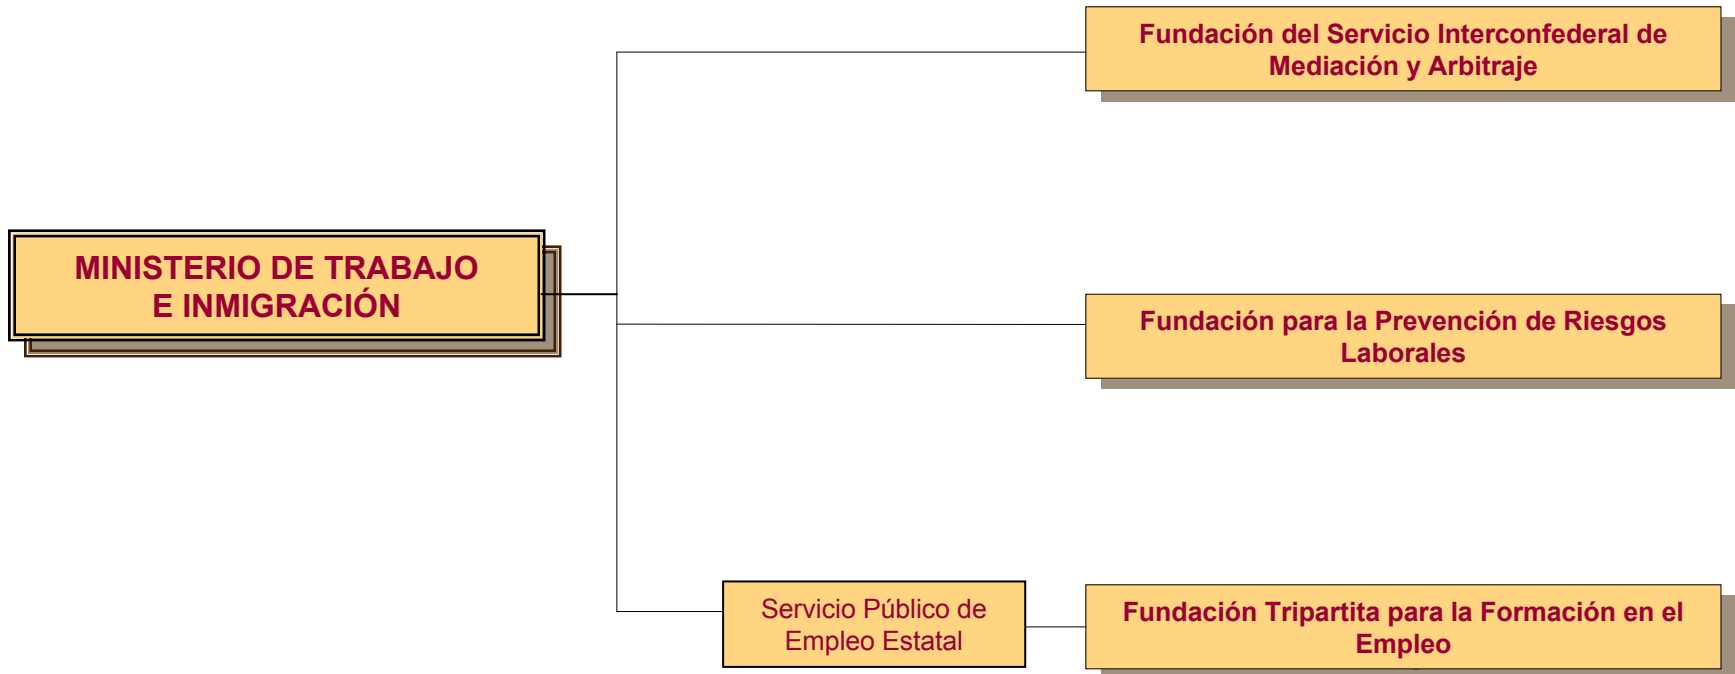 Fundación del Servicio Interconfederal de
Mediación y Arbitraje
MINISTERIO DE TRABAJO
E INMIGRACIÓN
Fundación para la Prevención de Riesgos
Laborales
Servicio Público de
Empleo Estatal
Fundación Tripartita para la Formación en el
Empleo